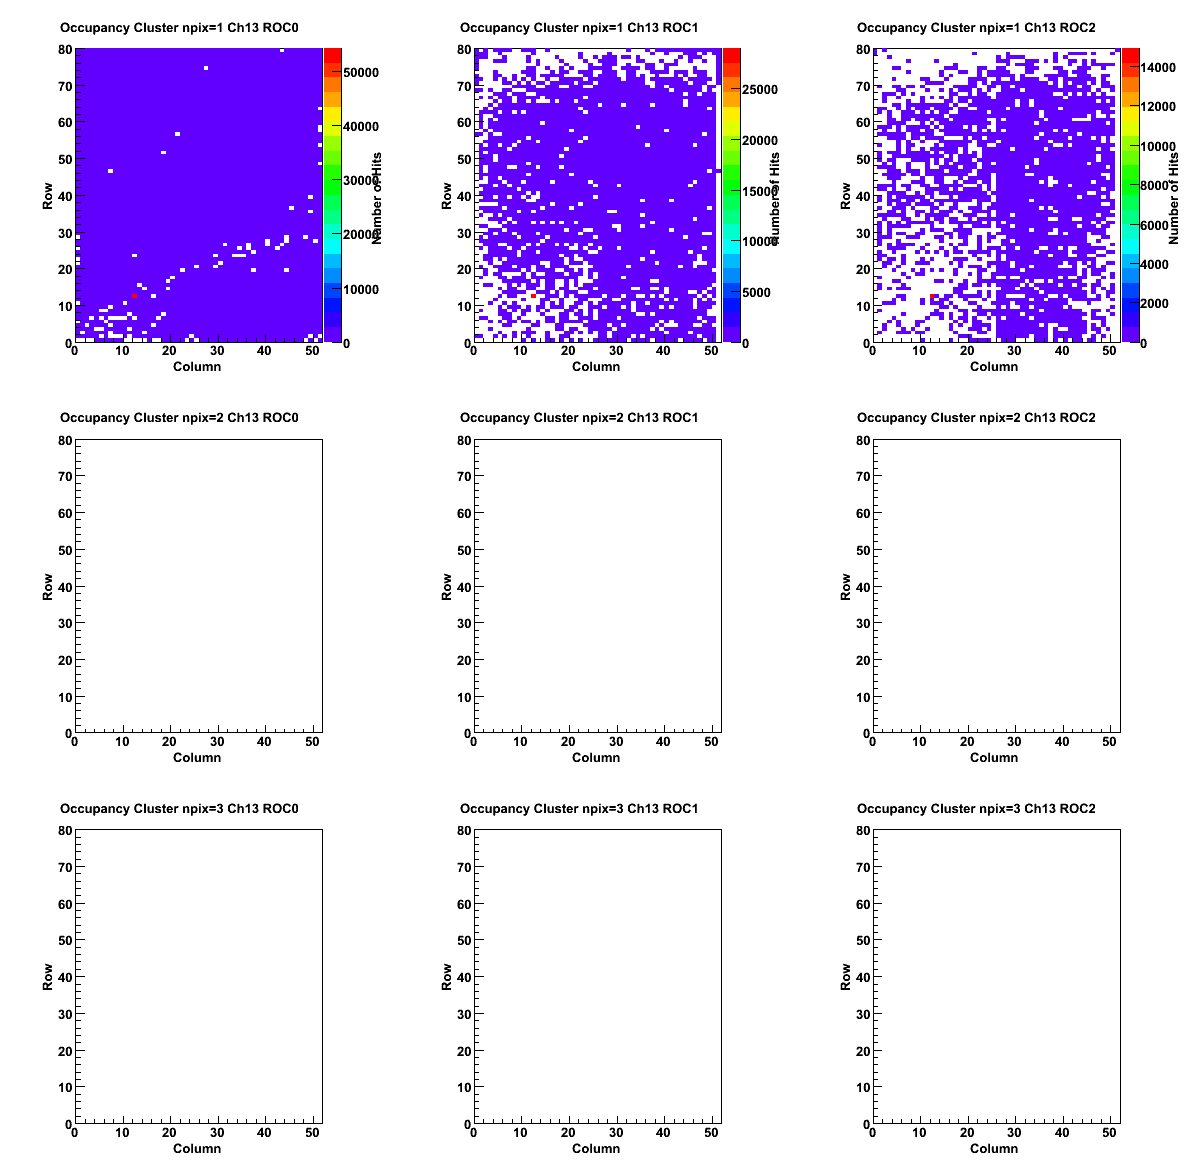 Occupancy Cluster npix=1 Ch13 ROC0
80
70
60
50
40
30
20
10
0
Row
0 10 20 30 40 50
Column
50000
40000
30000
20000
10000
0
Number of Hits
Occupancy Cluster npix=1 Ch13 ROC1
80
70
60
50
40
30
20
10
0
Row
0 10 20 30 40 50
Column
25000
20000
15000
10000
5000
0
Number of Hits
Occupancy Cluster npix=1 Ch13 ROC2
80
70
60
50
40
30
20
10
0
Row
0 10 20 30 40 50
Column
14000
12000
10000
8000
6000
4000
2000
0
Number of Hits
Occupancy Cluster npix=2 Ch13 ROC0
80
70
60
50
40
30
20
10
0
Row
0 10 20 30 40 50
Column
Occupancy Cluster npix=2 Ch13 ROC1
80
70
60
50
40
30
20
10
0
Row
0 10 20 30 40 50
Column
Occupancy Cluster npix=2 Ch13 ROC2
80
70
60
50
40
30
20
10
0
Row
0 10 20 30 40 50
Column
Occupancy Cluster npix=3 Ch13 ROC0
80
70
60
50
40
30
20
10
0
Row
0 10 20 30 40 50
Column
Occupancy Cluster npix=3 Ch13 ROC1
80
70
60
50
40
30
20
10
0
Row
0 10 20 30 40 50
Column
Occupancy Cluster npix=3 Ch13 ROC2
80
70
60
50
40
30
20
10
0
Row
0 10 20 30 40 50
Column